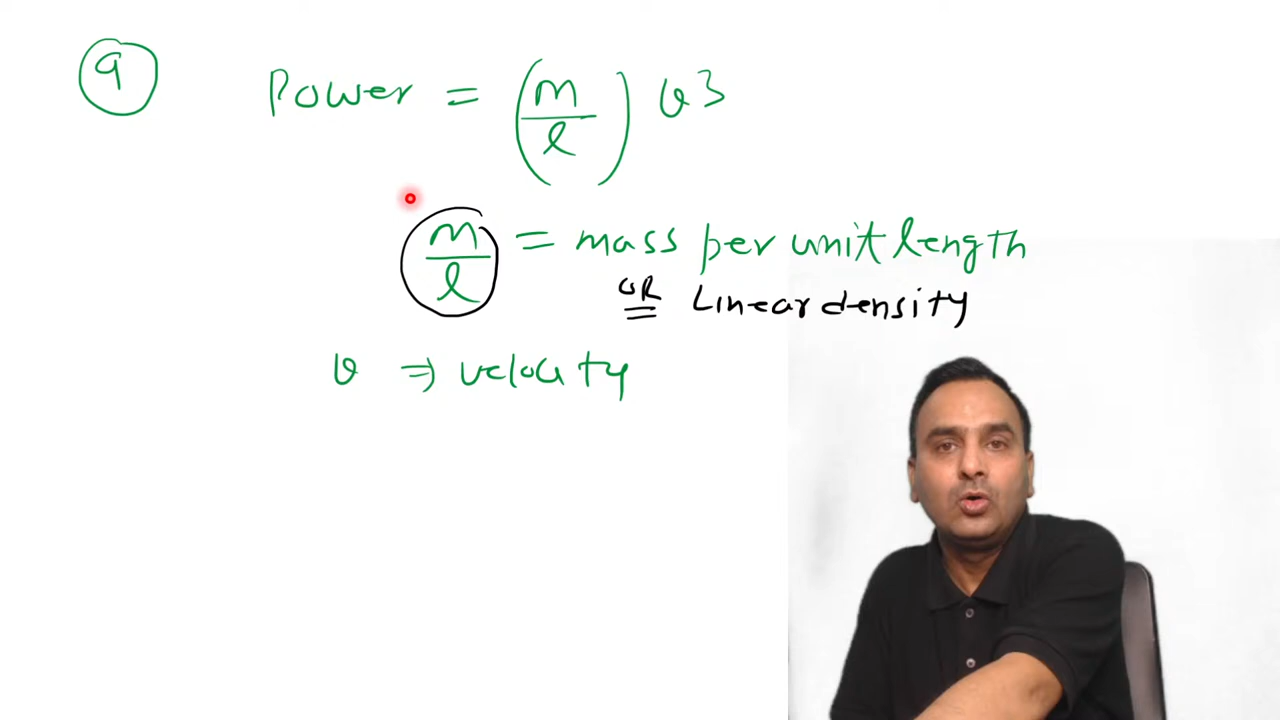 9
Power = (m/l) v3
m/l = mass per unit length
OR Linear density
v ⇒ velocity